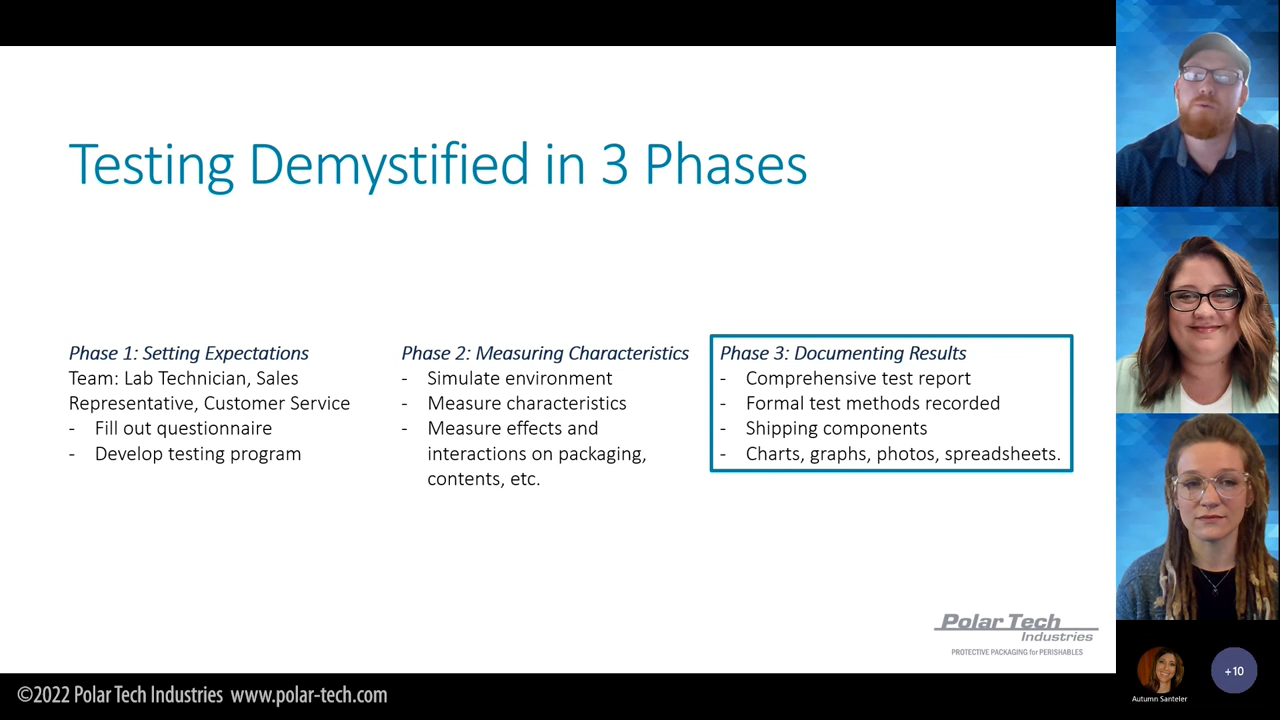 Testing Demystified in 3 Phases
Phase 1: Setting Expectations
Team: Lab Technician, Sales
Representative, Customer Service
- Fill out questionnaire
- Develop testing program
Phase 2: Measuring Characteristics
- Simulate environment
- Measure characteristics
- Measure effects and
interactions on packaging,
contents, etc.
Phase 3: Documenting Results
- Comprehensive test report
- Formal test methods recorded
- Shipping components
- Charts, graphs, photos, spreadsheets.
Polar Tech
Industries
PROTECTIVE PACKAGING for PERISHABLES
©2022 Polar Tech Industries www.polar-tech.com
Autumn Santeler
+10